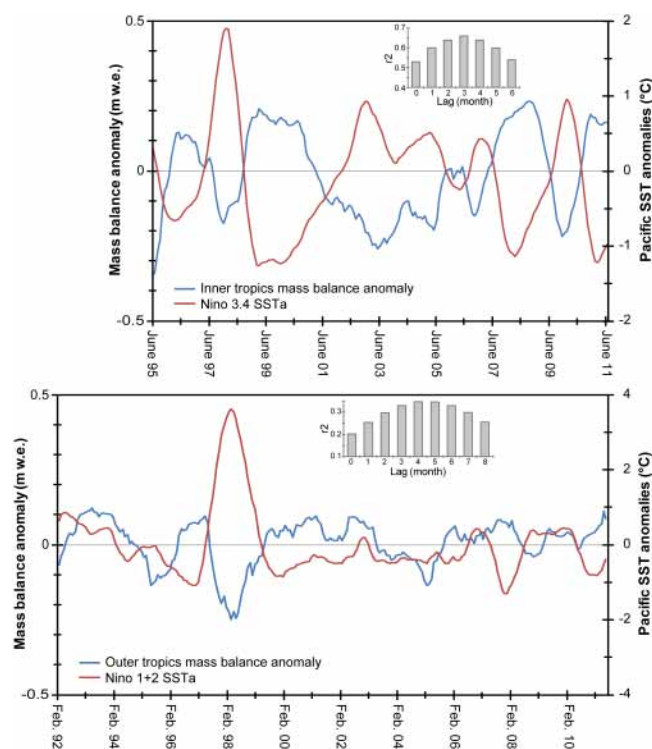 0.5
0
-0.5
Mass balance anomaly (m w.e.)
2
1
0
-1
-2
Pacific SST anomalies (°C)
0.7
0.6
0.5
0.4
r2
0 1 2 3 4 5 6
Lag (month)
Inner tropics mass balance anomaly
Nino 3.4 SSTa
June 95
June 97
June 99
June 01
June 03
June 05
June 07
June 09
June 11
0.5
0
-0.5
Mass balance anomaly (m w.e.)
4
2
0
-2
-4
Pacific SST anomalies (°C)
0.3
0.2
0.1
r2
0 1 2 3 4 5 6 7 8
Lag (month)
Outer tropics mass balance anomaly
Nino 1+2 SSTa
Feb. 92
Feb. 94
Feb. 96
Feb. 98
Feb. 00
Feb. 02
Feb. 04
Feb. 06
Feb. 08
Feb. 10